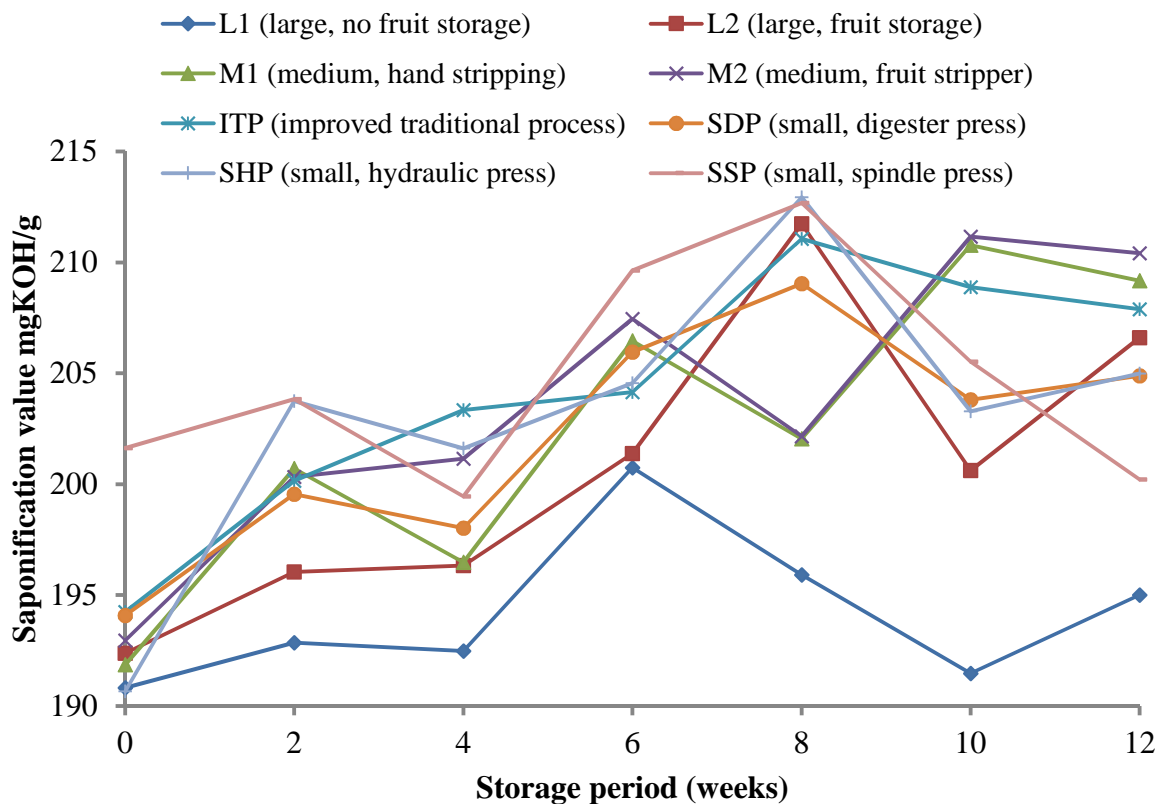 L1 (large, no fruit storage) L2 (large, fruit storage)
M1 (medium, hand stripping) M2 (medium, fruit stripper)
ITP (improved traditional process) SDP (small, digester press)
SHP (small, hydraulic press) SSP (small, spindle press)
Saponification value mgKOH/g
215
210
205
200
195
190
0 2 4 6 8 10 12
Storage period (weeks)